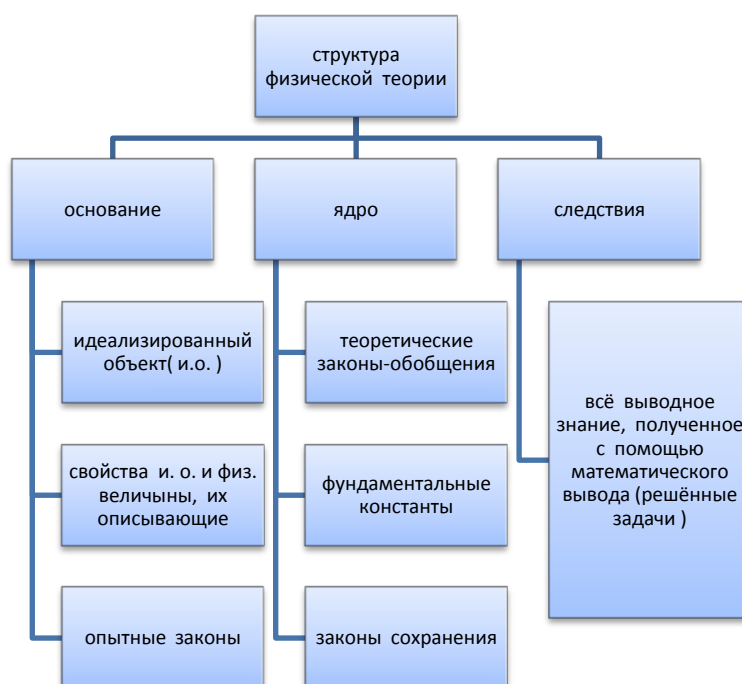 структура
физической теории
основание
ядро
следствия
идеализированный
объект( и.о. )
свойства и. о. и физ.
величыны, их
описывающие
опытные законы
теоретические
законы-обобщения
фундаментальные
константы
законы сохранения
всё выводное
знание, полученное
с помощью
математического
вывода (решённые
задачи )